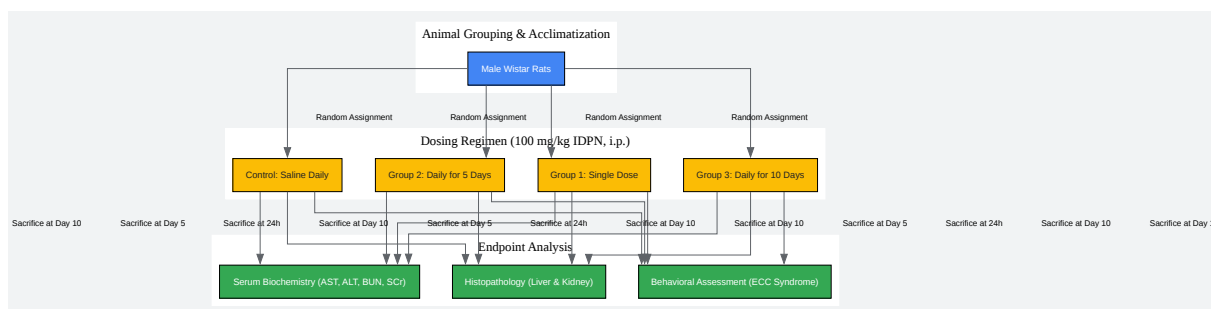 Animal Grouping & Acclimatization
Male Wistar Rats
Random Assignment Random Assignment Random Assignment Random Assignment
Dosing Regimen (100 mg/kg IDPN, i.p.)
Control: Saline Daily Group 2: Daily for 5 Days Group 1: Single Dose Group 3: Daily for 10 Days
Sacrifice at Day 10 Sacrifice at Day 5 Sacrifice at 24h Sacrifice at Day 10 Sacrifice at Day 5 Sacrifice at 24h Sacrifice at Day 10 Sacrifice at Day 5 Sacrifice at 24h Sacrifice at Day 10 Sacrifice at Day
Endpoint Analysis
Serum Biochemistry (AST, ALT, BUN, SCr) Histopathology (Liver & Kidney) Behavioral Assessment (ECC Syndrome)